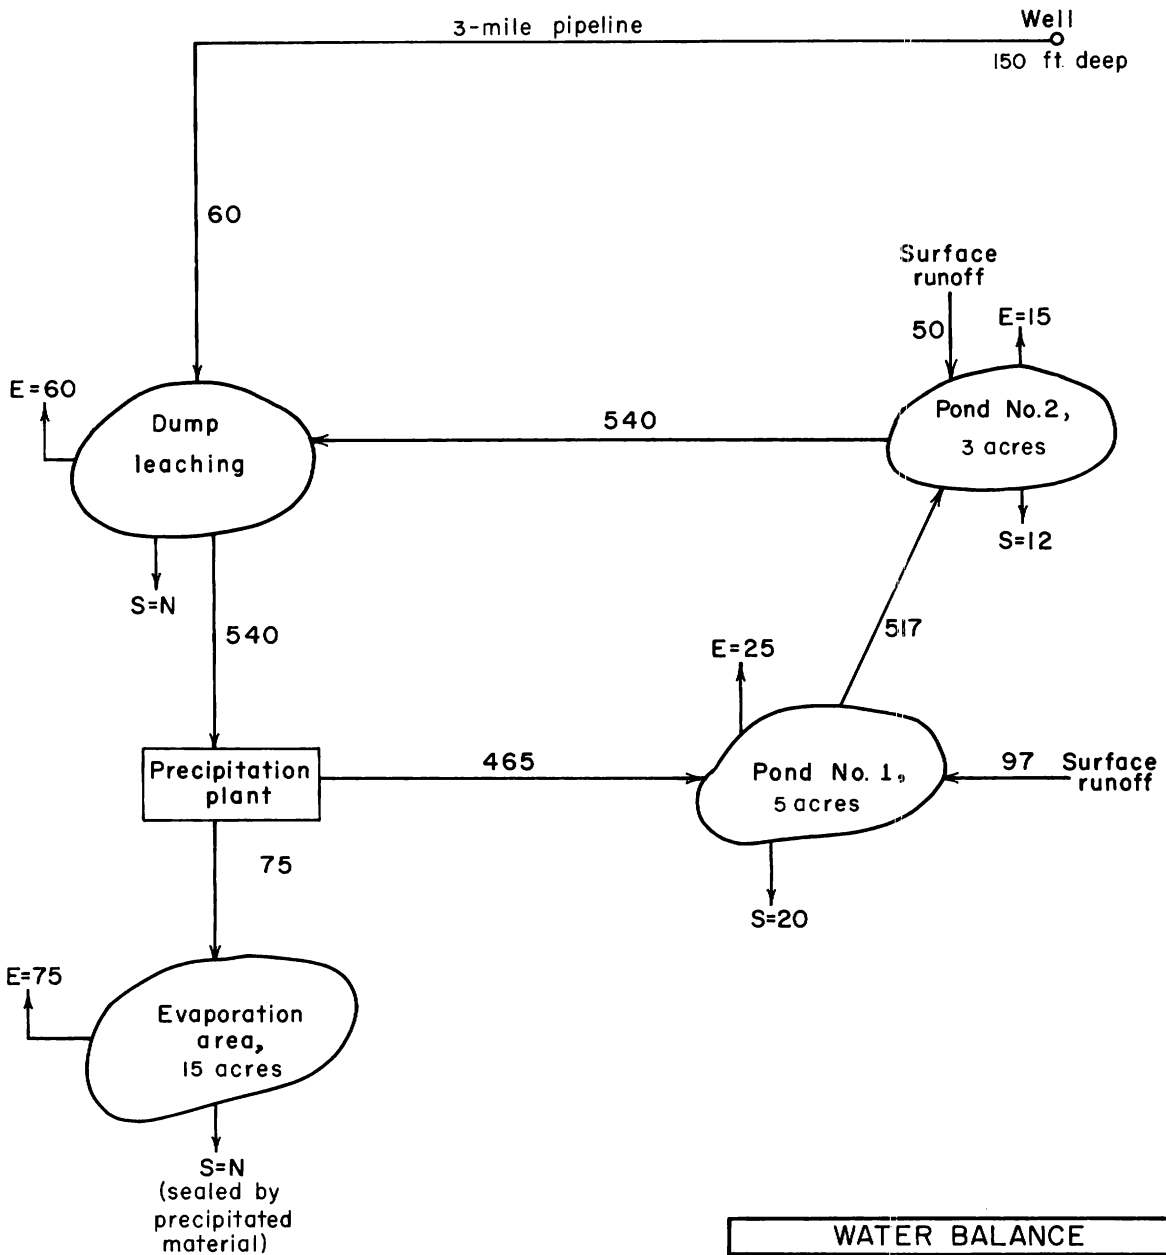 3-mile pipeline
Well
150 ft deep
60
Surface
runoff
50
E=15
E=60
Dump
leaching
540
Pond No.2,
3 acres
S=12
S=N
540
517
E=25
Precipitation
plant
465
Pond No. 1,
5 acres
97
Surface
runoff
75
S=20
E=75
Evaporation
area,
15 acres
S=N
(sealed by
precipitated
material)
WATER BALANCE